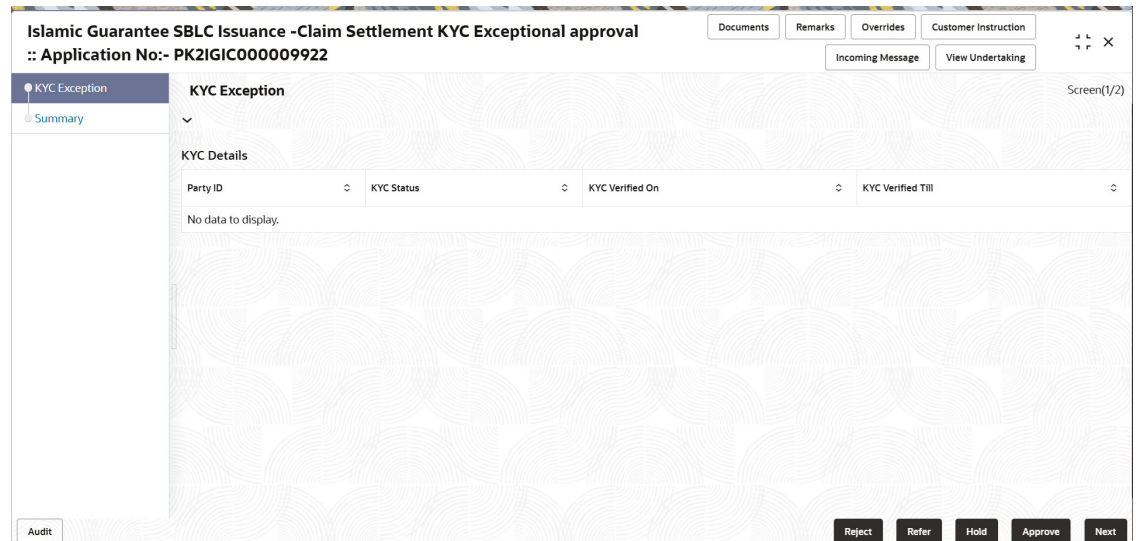 Islamic Guarantee SBLC Issuance -Claim Settlement KYC Exceptional approval
:: Application No:- PK2IGIC000009922
Documents Remarks Overrides Customer Instruction
Incoming Message View Undertaking
KYC Exception
Summary
KYC Exception Screen(1/2)
KYC Details
Party ID KYC Status KYC Verified On KYC Verified Till
No data to display.
Audit Reject Refer Hold Approve Next